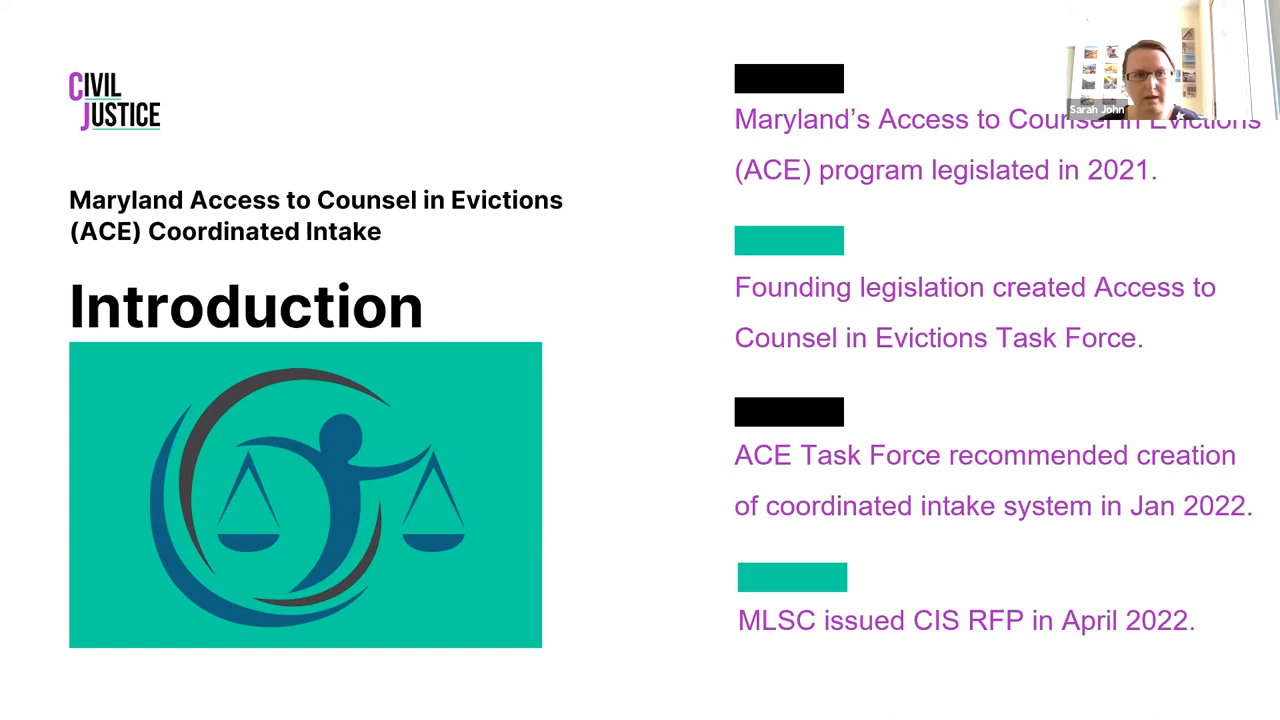 CIVIL
JUSTICE
Maryland Access to Counsel in Evictions
(ACE) Coordinated Intake
Introduction
Sarah John
Maryland’s Access to Counsel in Evictions
(ACE) program legislated in 2021.
Founding legislation created Access to
Counsel in Evictions Task Force.
ACE Task Force recommended creation
of coordinated intake system in Jan 2022.
MLSC issued CIS RFP in April 2022.